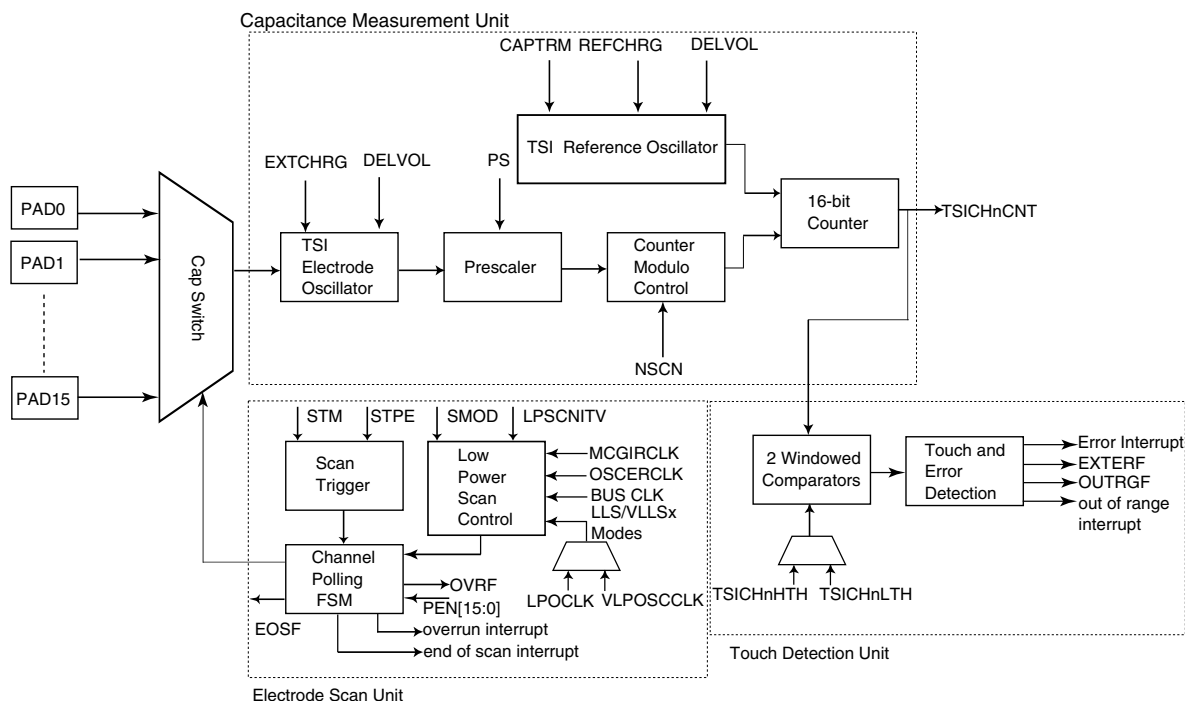 Capacitance Measurement Unit
CAPTRM REFCHRG DELVOL
TSI Reference Oscillator
EXTCHRG DELVOL PS
PAD0
PAD1
PAD15
Cap Switch
TSI
Electrode
Oscillator
Prescaler
Counter
Modulo
Control
16-bit
Counter
TSICHnCNT
NSCN
STM STPE SMOD LPSCNITV
Scan
Trigger
Low
Power
Scan
Control
MCGIRCLK
OSCERCLK
BUS CLK
LLS/VLLSx
Modes
LPOCLK VLPOSCCLK
Channel
Polling
FSM
OVRF
PEN[15:0]
EOSF
overrun interrupt
end of scan interrupt
Electrode Scan Unit
2 Windowed
Comparators
Touch and
Error
Detection
Error Interrupt
EXTERF
OUTRGF
out of range
interrupt
TSICHnHTH TSICHnLTH
Touch Detection Unit